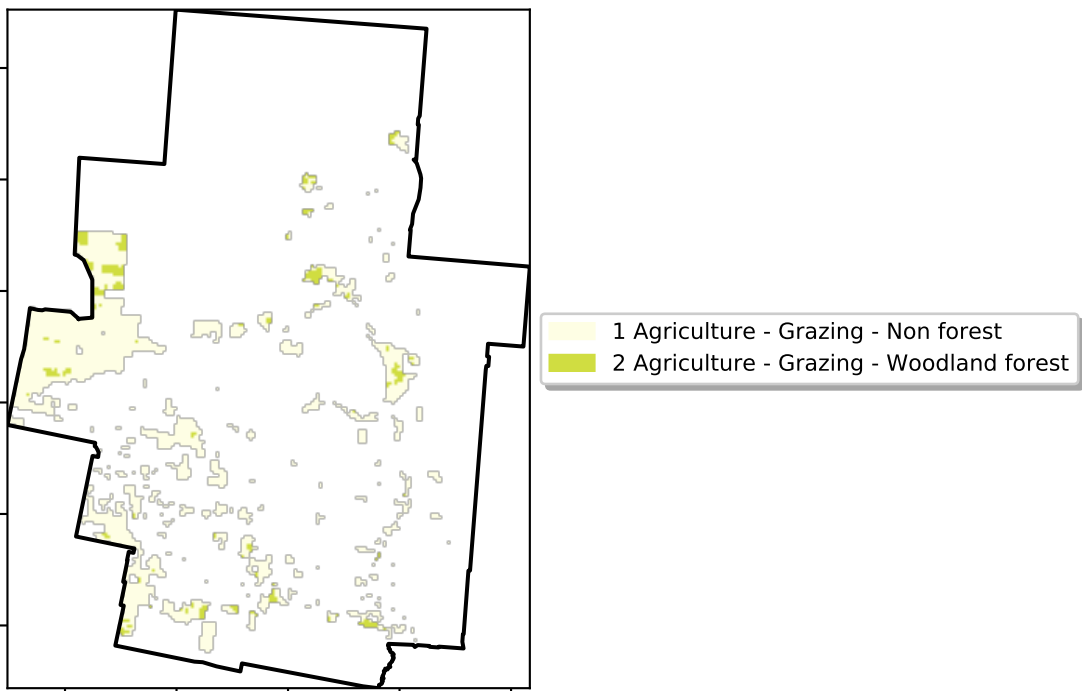 1 Agriculture - Grazing - Non forest
2 Agriculture - Grazing - Woodland forest